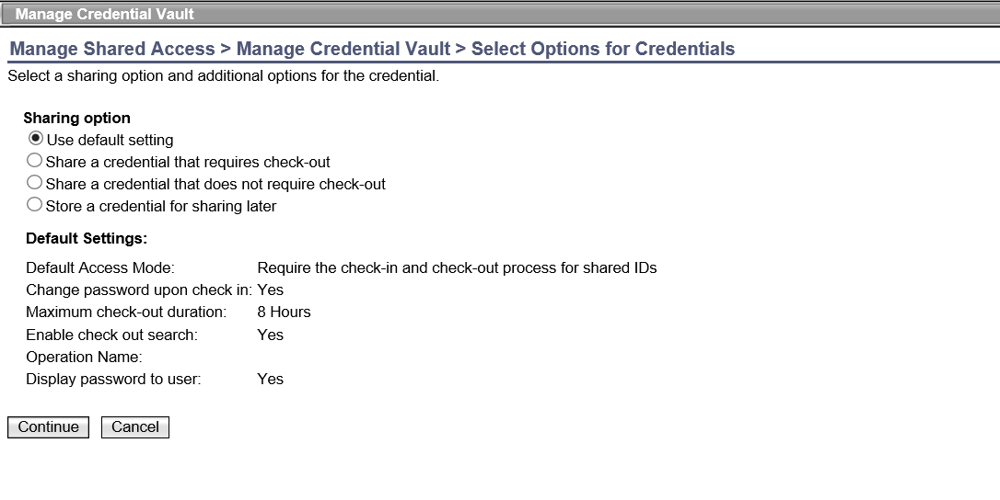 Manage Credential Vault
Manage Shared Access > Manage Credential Vault > Select Options for Credentials
Select a sharing option and additional options for the credential.
Sharing option
Use default setting
Share a credential that requires check-out
Share a credential that does not require check-out
Store a credential for sharing later
Default Settings:
Default Access Mode: Require the check-in and check-out process for shared IDs
Change password upon check in: Yes
Maximum check-out duration: 8 Hours
Enable check out search: Yes
Operation Name:
Display password to user: Yes
Continue Cancel